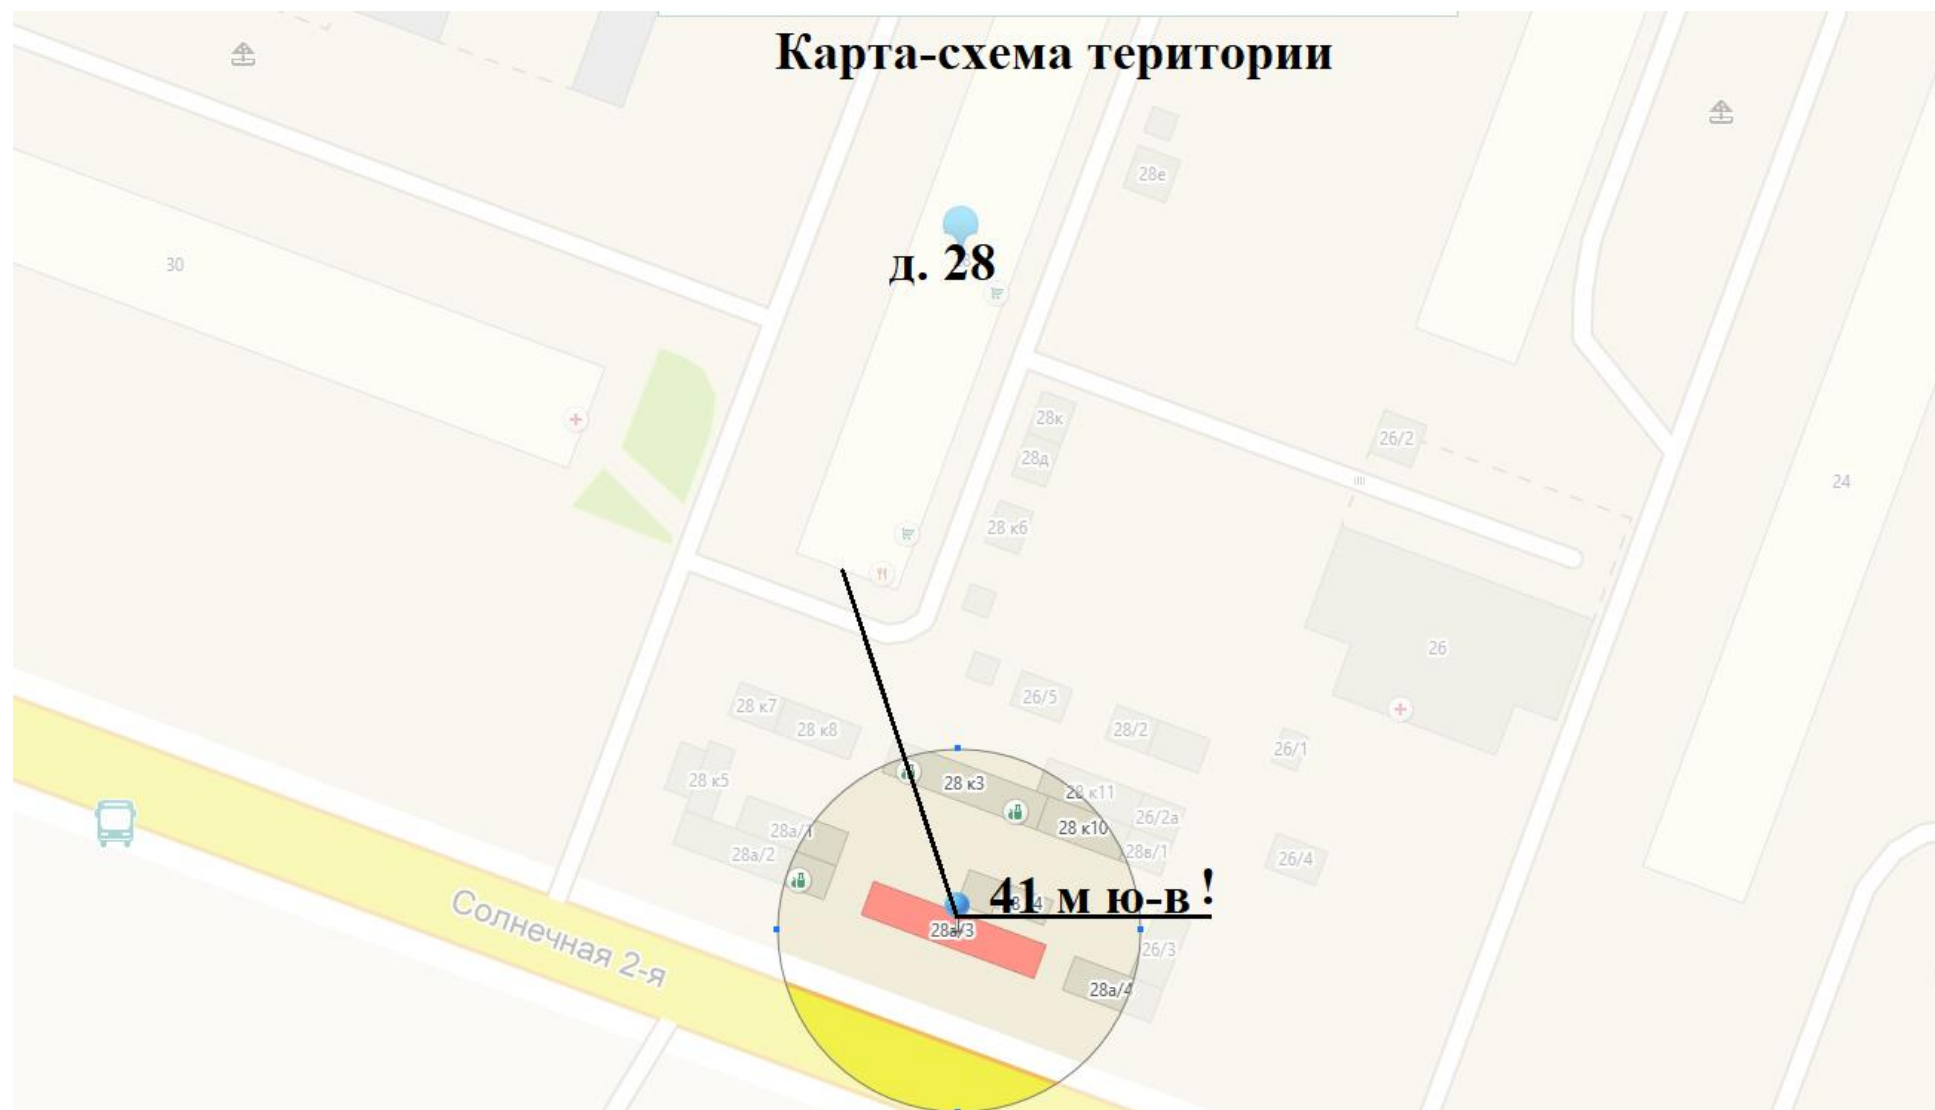 Карта-схема територии
28е
д. 28
30
28к
26/2
28д
24
28 к6
26
26/5
28 к7
28 к8
28/2
26/1
28 к5
28 к3
28 к11
26/2а
28 к10
28а/1
28в/1
28а/2
26/4
41 м ю-в !
Солнечная 2-я
28а/3
26/3
28а/4